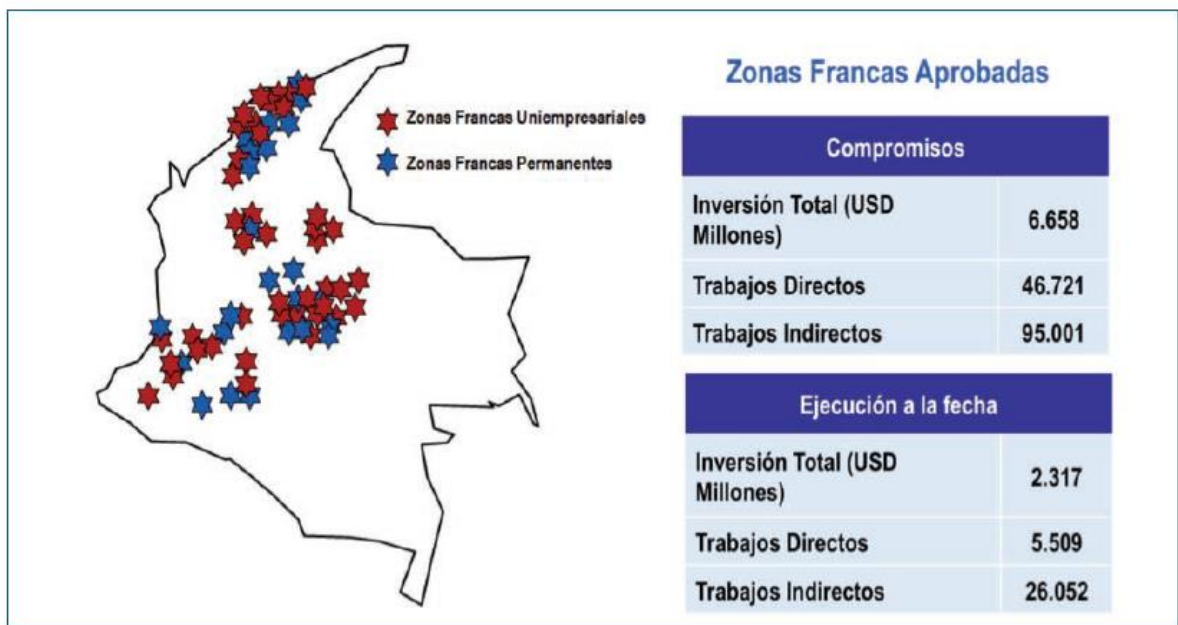 Zonas Francas Uniempresariales
Zonas Francas Permanentes
Zonas Francas Aprobadas
Compromisos
Inversión Total (USD
Millones)
6.658
Trabajos Directos
46.721
Trabajos Indirectos
95.001
Ejecución a la fecha
Inversión Total (USD
Millones)
2.317
Trabajos Directos
5.509
Trabajos Indirectos
26.052